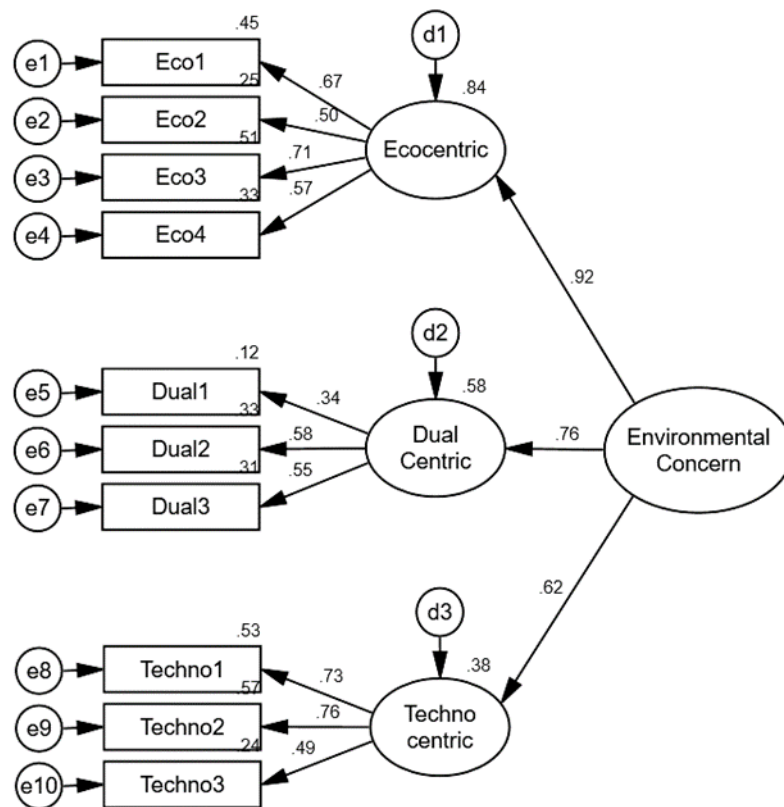 .45
d1
e1
Eco1
.67
.84
.25
e2
Eco2
.50
Ecocentric
.51
e3
Eco3
.71
.33
.57
e4
Eco4
.92
d2
.12
.58
e5
Dual1
.34
.33
Dual
Centric
e6
Dual2
.58
.76
Environmental
Concern
.31
.55
e7
Dual3
.62
d3
.53
.38
e8
Techno1
.73
.57
Techno
centric
e9
Techno2
.76
.24
.49
e10
Techno3